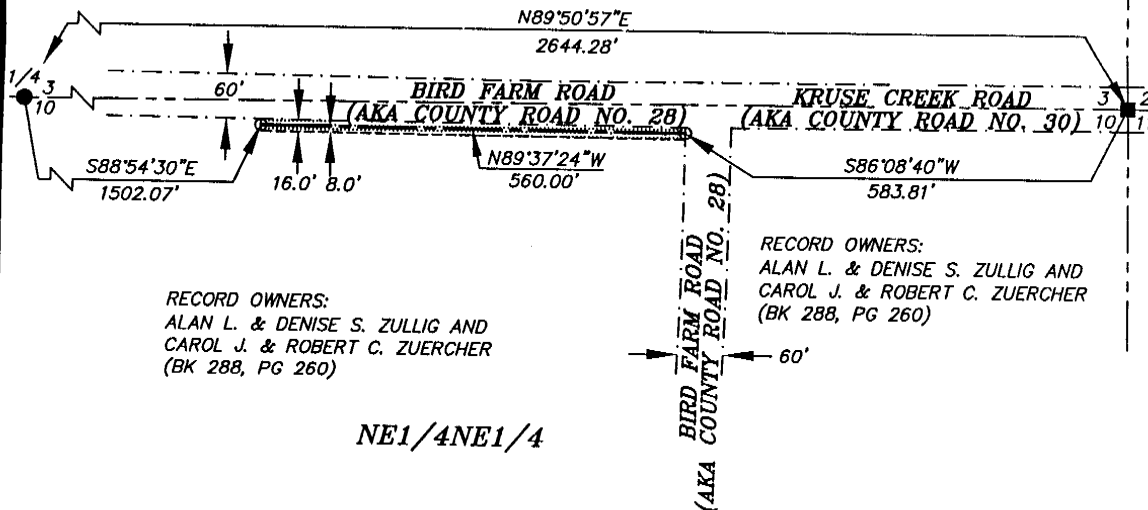 N89°50'57"E
2644.28'
1/4
3
10
60'
BIRD FARM ROAD
(AKA COUNTY ROAD NO. 28)
KRUSE CREEK ROAD
(AKA COUNTY ROAD NO. 30)
3
2
10
1
S88°54'30"E
1502.07'
16.0'
8.0'
N89°37'24"W
560.00'
S86°08'40"W
583.81'
RECORD OWNERS:
ALAN L. & DENISE S. ZULLIG AND
CAROL J. & ROBERT C. ZUERCHER
(BK 288, PG 260)
RECORD OWNERS:
ALAN L. & DENISE S. ZULLIG AND
CAROL J. & ROBERT C. ZUERCHER
(BK 288, PG 260)
BIRD FARM ROAD
(AKA COUNTY ROAD NO. 28)
60'
NE1/4NE1/4